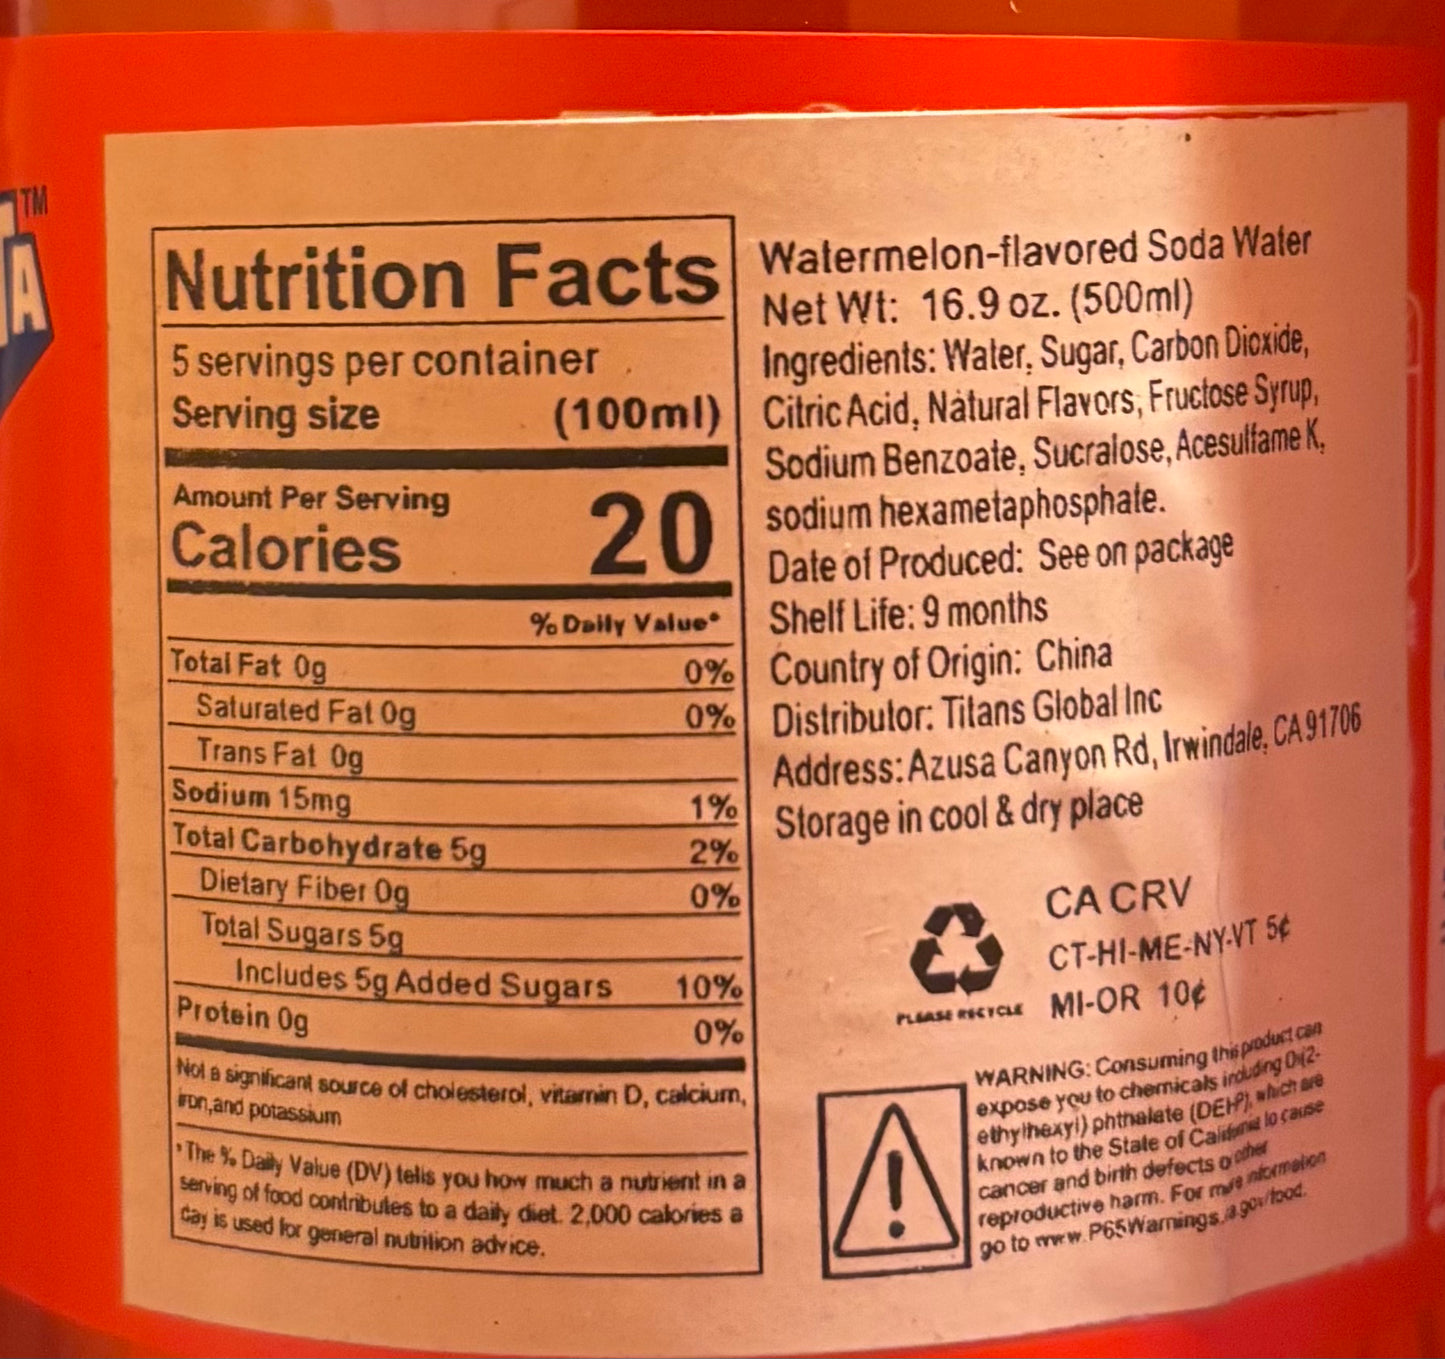 TM
A
Nutrition Facts
5 servings per container
Serving size (100ml)
Amount Per Serving
Calories 20
% Daily Value*
Total Fat 0g 0%
Saturated Fat 0g 0%
Trans Fat 0g
Sodium 15mg 1%
Total Carbohydrate 5g 2%
Dietary Fiber 0g 0%
Total Sugars 5g
Includes 5g Added Sugars 10%
Protein 0g 0%
Not a significant source of cholesterol, vitamin D, calcium,
iron,and potassium
*The % Daily Value (DV) tells you how much a nutrient in a
serving of food contributes to a daily diet. 2,000 calories a
day is used for general nutrition advice.
Watermelon-flavored Soda Water
Net Wt: 16.9 oz. (500ml)
Ingredients: Water, Sugar, Carbon Dioxide,
Citric Acid, Natural Flavors, Fructose Syrup,
Sodium Benzoate, Sucralose, Acesulfame K,
sodium hexametaphosphate.
Date of Produced: See on package
Shelf Life: 9 months
Country of Origin: China
Distributor: Titans Global Inc
Address: Azusa Canyon Rd, Irwindale, CA 91706
Storage in cool & dry place
CA CRV
CT-HI-ME-NY-VT 5¢
MI-OR 10¢
PLEASE RECYCLE
WARNING: Consuming this product can
expose you to chemicals including Di(2-
ethylhexyl) phthalate (DEHP), which are
known to the State of California to cause
cancer and birth defects or other
reproductive harm. For more information
go to www.P65Warnings.ca.gov/food.